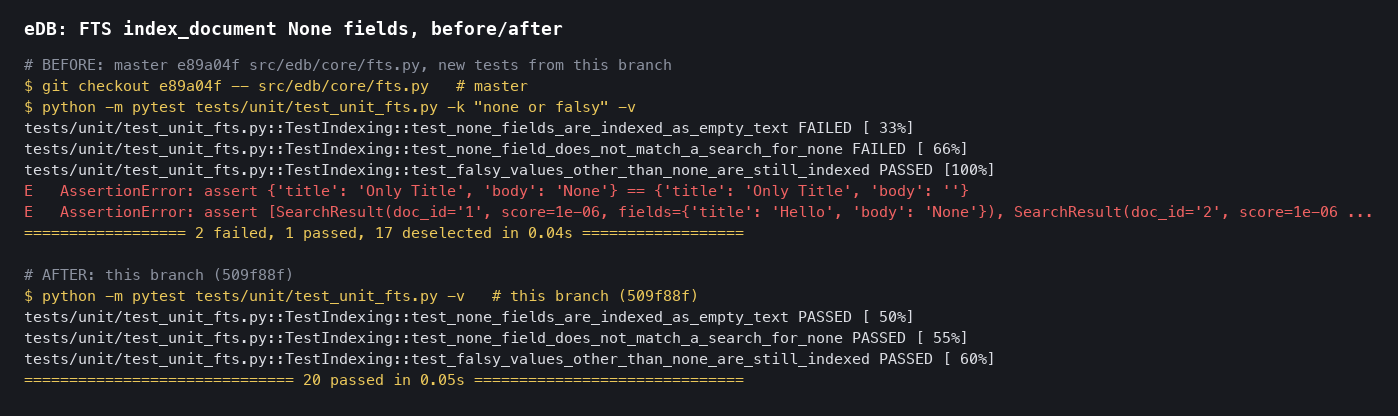 eDB: FTS index_document None fields, before/after
# BEFORE: master e89a04f src/edb/core/fts.py, new tests from this branch
$ git checkout e89a04f -- src/edb/core/fts.py   # master
$ python -m pytest tests/unit/test_unit_fts.py -k "none or falsy" -v
tests/unit/test_unit_fts.py::TestIndexing::test_none_fields_are_indexed_as_empty_text FAILED [ 33%]
tests/unit/test_unit_fts.py::TestIndexing::test_none_field_does_not_match_a_search_for_none FAILED [ 66%]
tests/unit/test_unit_fts.py::TestIndexing::test_falsy_values_other_than_none_are_still_indexed PASSED [100%]
E   AssertionError: assert {'title': 'Only Title', 'body': 'None'} == {'title': 'Only Title', 'body': ''}
E   AssertionError: assert [SearchResult(doc_id='1', score=1e-06, fields={'title': 'Hello', 'body': 'None'}), SearchResult(doc_id='2', score=1e-06 ...
================== 2 failed, 1 passed, 17 deselected in 0.04s ==================
# AFTER: this branch (509f88f)
$ python -m pytest tests/unit/test_unit_fts.py -v   # this branch (509f88f)
tests/unit/test_unit_fts.py::TestIndexing::test_none_fields_are_indexed_as_empty_text PASSED [ 50%]
tests/unit/test_unit_fts.py::TestIndexing::test_none_field_does_not_match_a_search_for_none PASSED [ 55%]
tests/unit/test_unit_fts.py::TestIndexing::test_falsy_values_other_than_none_are_still_indexed PASSED [ 60%]
============================== 20 passed in 0.05s ==============================